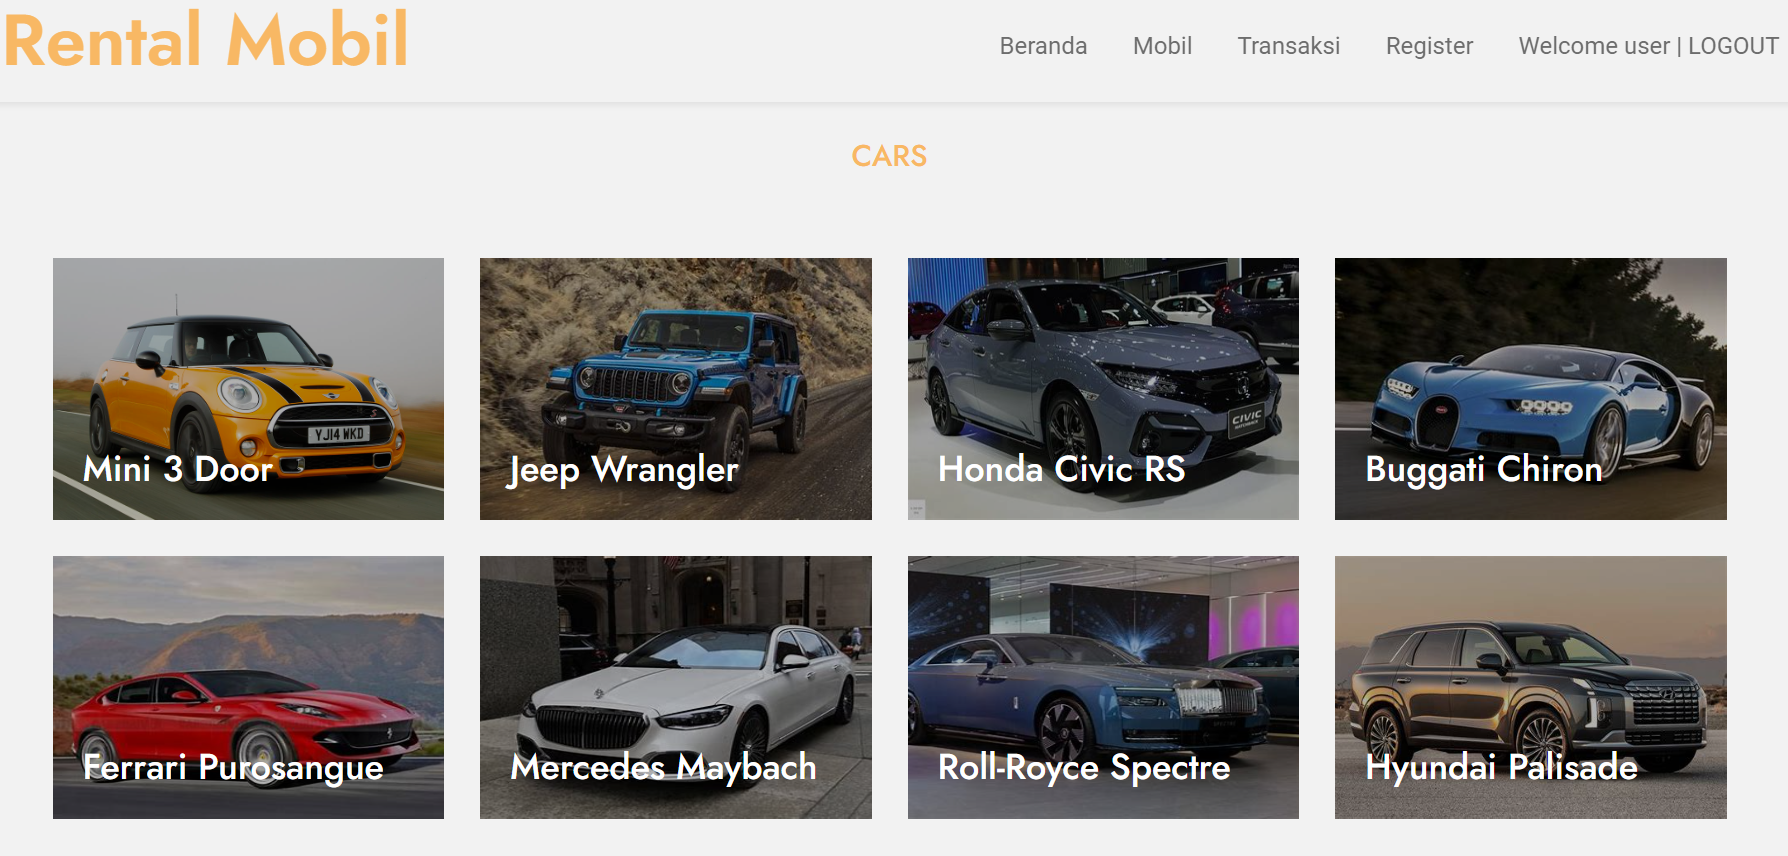 Rental Mobil
Beranda Mobil Transaksi Register Welcome user | LOGOUT
CARS
YJ14 WKD
Mini 3 Door
Jeep Wrangler
CIVIC
Honda Civic RS
Buggati Chiron
Ferrari Purosangue
Mercedes Maybach
SPECTRE
Roll-Royce Spectre
Hyundai Palisade